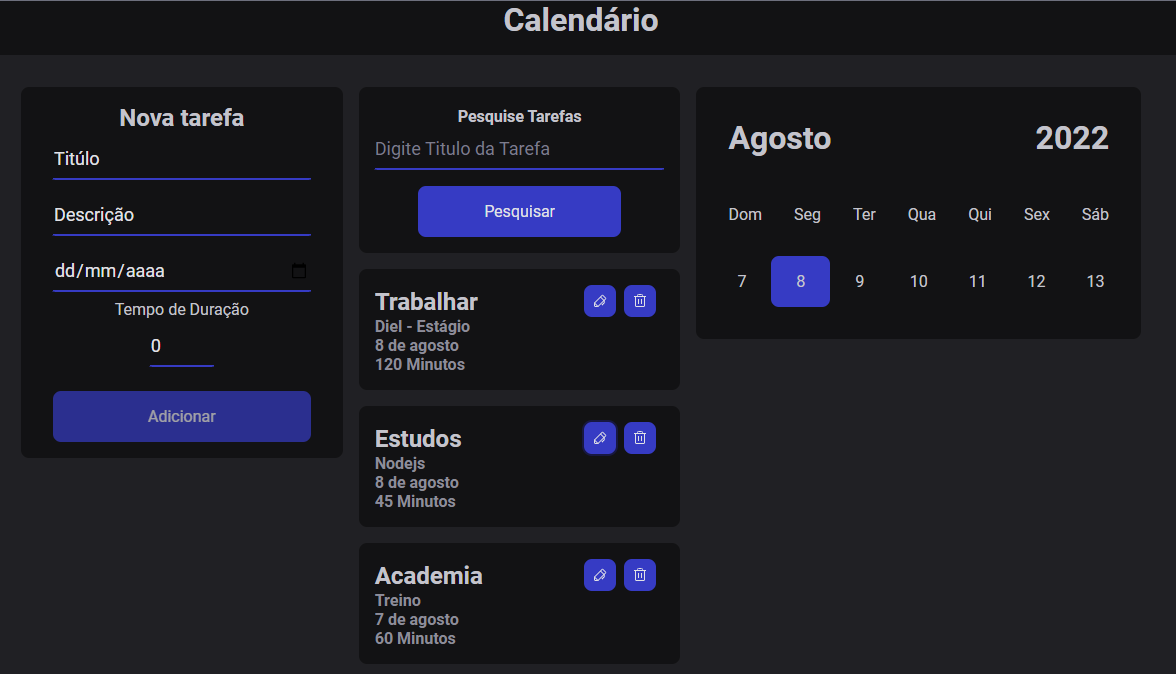 Calendário
Nova tarefa
Titúlo
Descrição
dd/mm/aaaa
Tempo de Duração
0
Adicionar
Pesquise Tarefas
Digite Titulo da Tarefa
Pesquisar
Trabalhar
Diel - Estágio
8 de agosto
120 Minutos
Estudos
Nodejs
8 de agosto
45 Minutos
Academia
Treino
7 de agosto
60 Minutos
Agosto 2022
Dom Seg Ter Qua Qui Sex Sáb
7 8 9 10 11 12 13